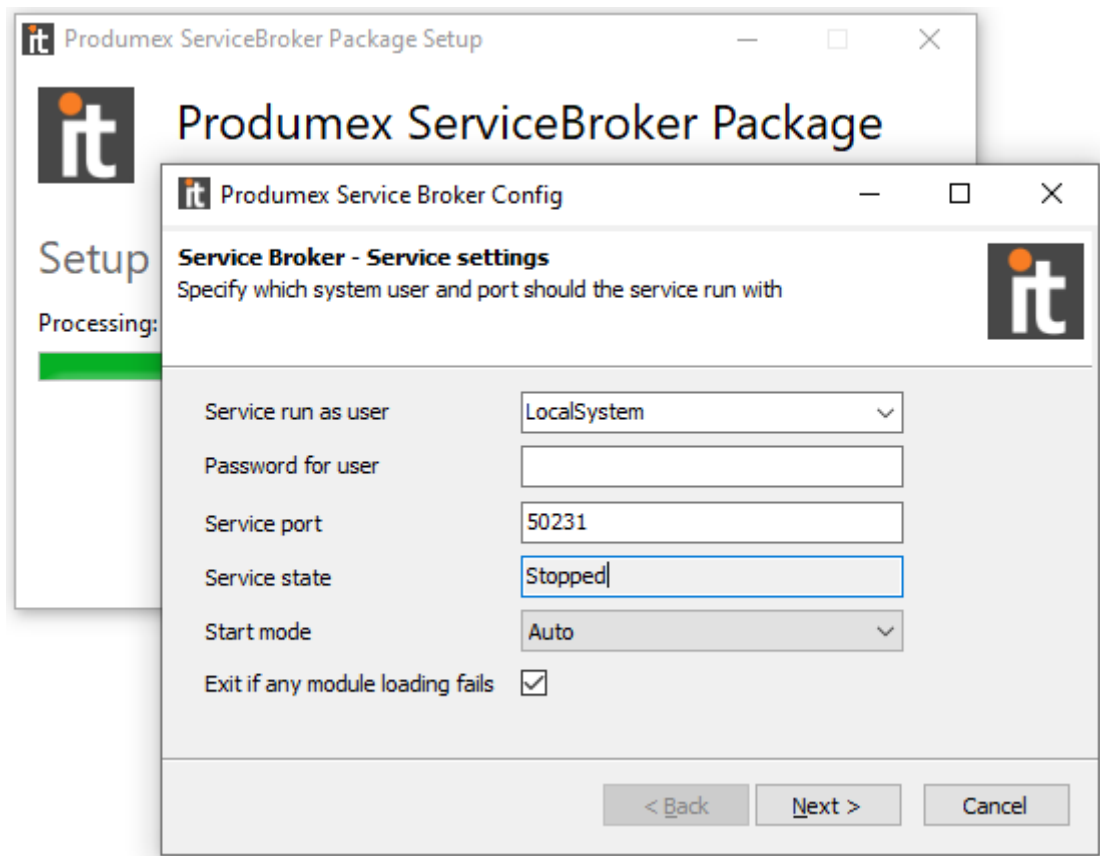 it Produmex ServiceBroker Package Setup
it
Produmex ServiceBroker Package
it Produmex Service Broker Config
Setup
Processing:
Service Broker - Service settings
Specify which system user and port should the service run with
it
Service run as user LocalSystem
Password for user
Service port 50231
Service state Stopped
Start mode Auto
Exit if any module loading fails
< Back Next > Cancel